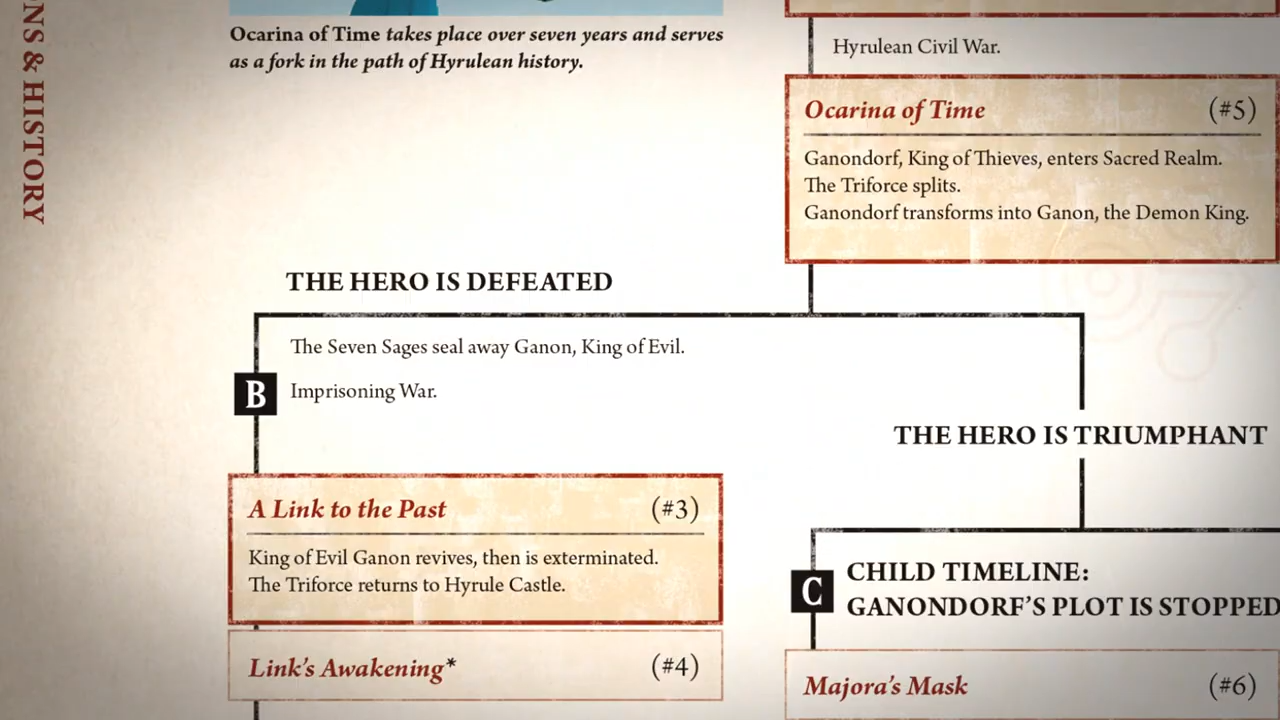 NS & HISTORY
Ocarina of Time takes place over seven years and serves
as a fork in the path of Hyrulean history.
Hyrulean Civil War.
Ocarina of Time (#5)
Ganondorf, King of Thieves, enters Sacred Realm.
The Triforce splits.
Ganondorf transforms into Ganon, the Demon King.
THE HERO IS DEFEATED
The Seven Sages seal away Ganon, King of Evil.
B
Imprisoning War.
THE HERO IS TRIUMPHANT
A Link to the Past (#3)
King of Evil Ganon revives, then is exterminated.
The Triforce returns to Hyrule Castle.
Link's Awakening* (#4)
C
CHILD TIMELINE:
GANONDORF'S PLOT IS STOPPED
Majora's Mask (#6)